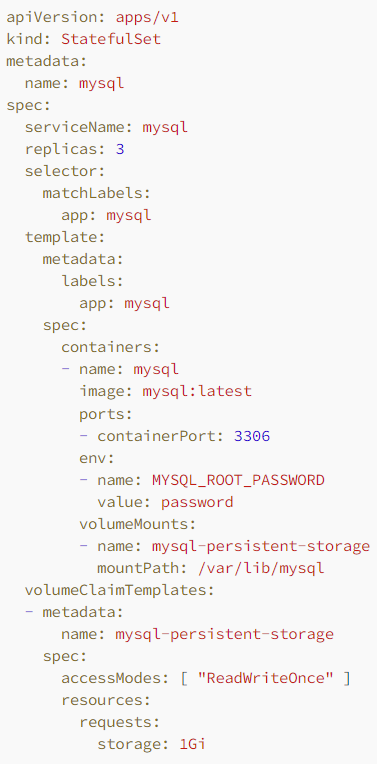 apiVersion: apps/v1
kind: StatefulSet
metadata:
  name: mysql
spec:
  serviceName: mysql
  replicas: 3
  selector:
    matchLabels:
      app: mysql
  template:
    metadata:
      labels:
        app: mysql
    spec:
      containers:
      - name: mysql
        image: mysql:latest
        ports:
        - containerPort: 3306
        env:
        - name: MYSQL_ROOT_PASSWORD
          value: password
        volumeMounts:
        - name: mysql-persistent-storage
          mountPath: /var/lib/mysql
  volumeClaimTemplates:
  - metadata:
      name: mysql-persistent-storage
    spec:
      accessModes: [ "ReadWriteOnce" ]
      resources:
        requests:
          storage: 1Gi